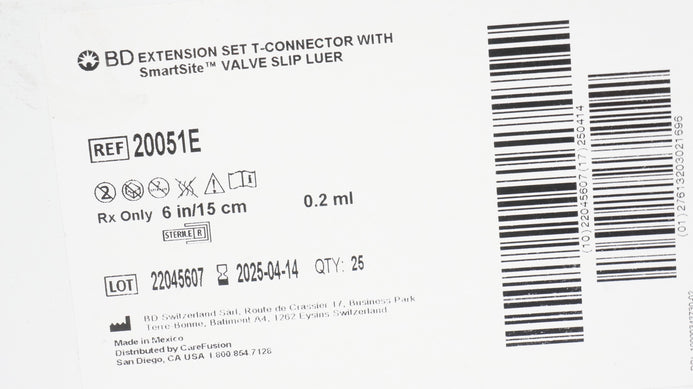 BD EXTENSION SET T-CONNECTOR WITH
SmartSite™ VALVE SLIP LUER
REF 20051E
2
Rx Only 6 in/15 cm 0.2 ml
STERILE R
LOT 22045607 2025-04-14 QTY: 25
BD Switzerland Sarl, Route de Crassier 17, Business Park
Terre-Bonne, Batiment A4, 1262 Eysins Switzerland
Made in Mexico
Distributed by CareFusion
San Diego, CA USA 1 800 854 7128
(10)22045607(17)250414
(01)27613203021696